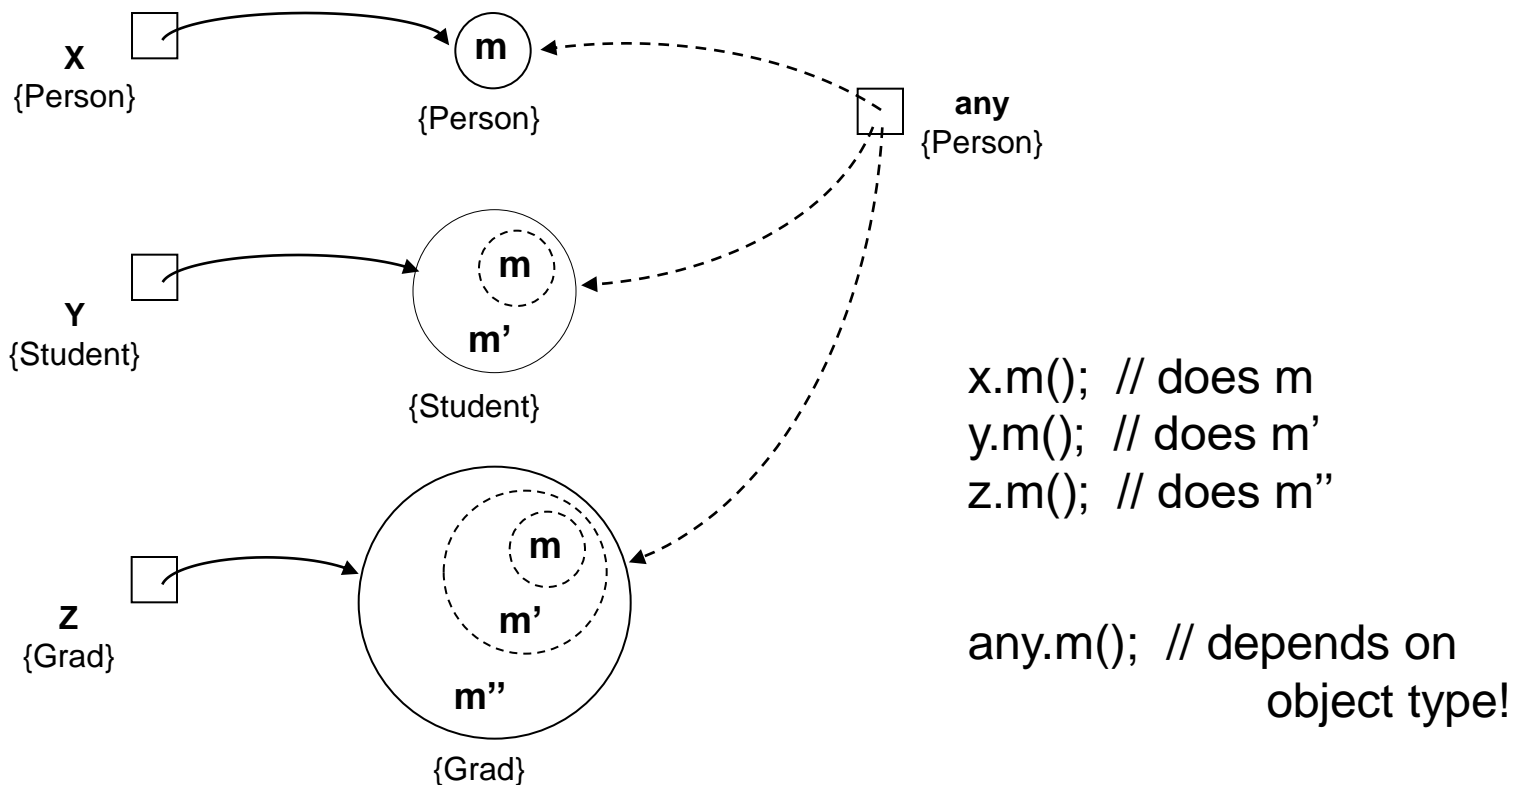 X
{Person}
m
{Person}
any
{Person}
Y
{Student}
m
m’
{Student}
x.m();  // does m
y.m();  // does m’
z.m();  // does m’’
Z
{Grad}
m
m’
m’’
{Grad}
any.m();  // depends on
object type!